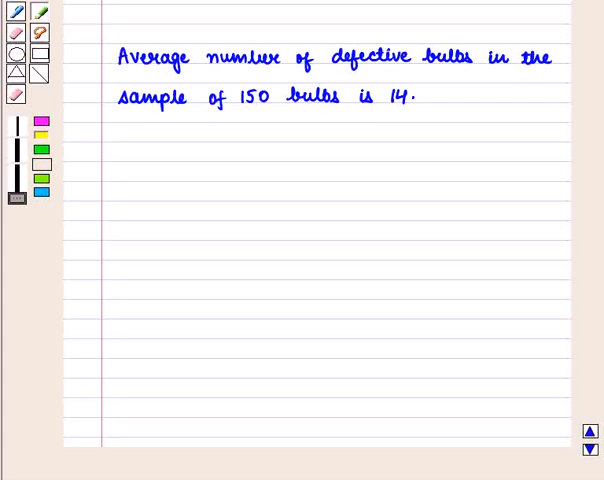 Average number of defective bulbs in the
sample of 150 bulbs is 14.